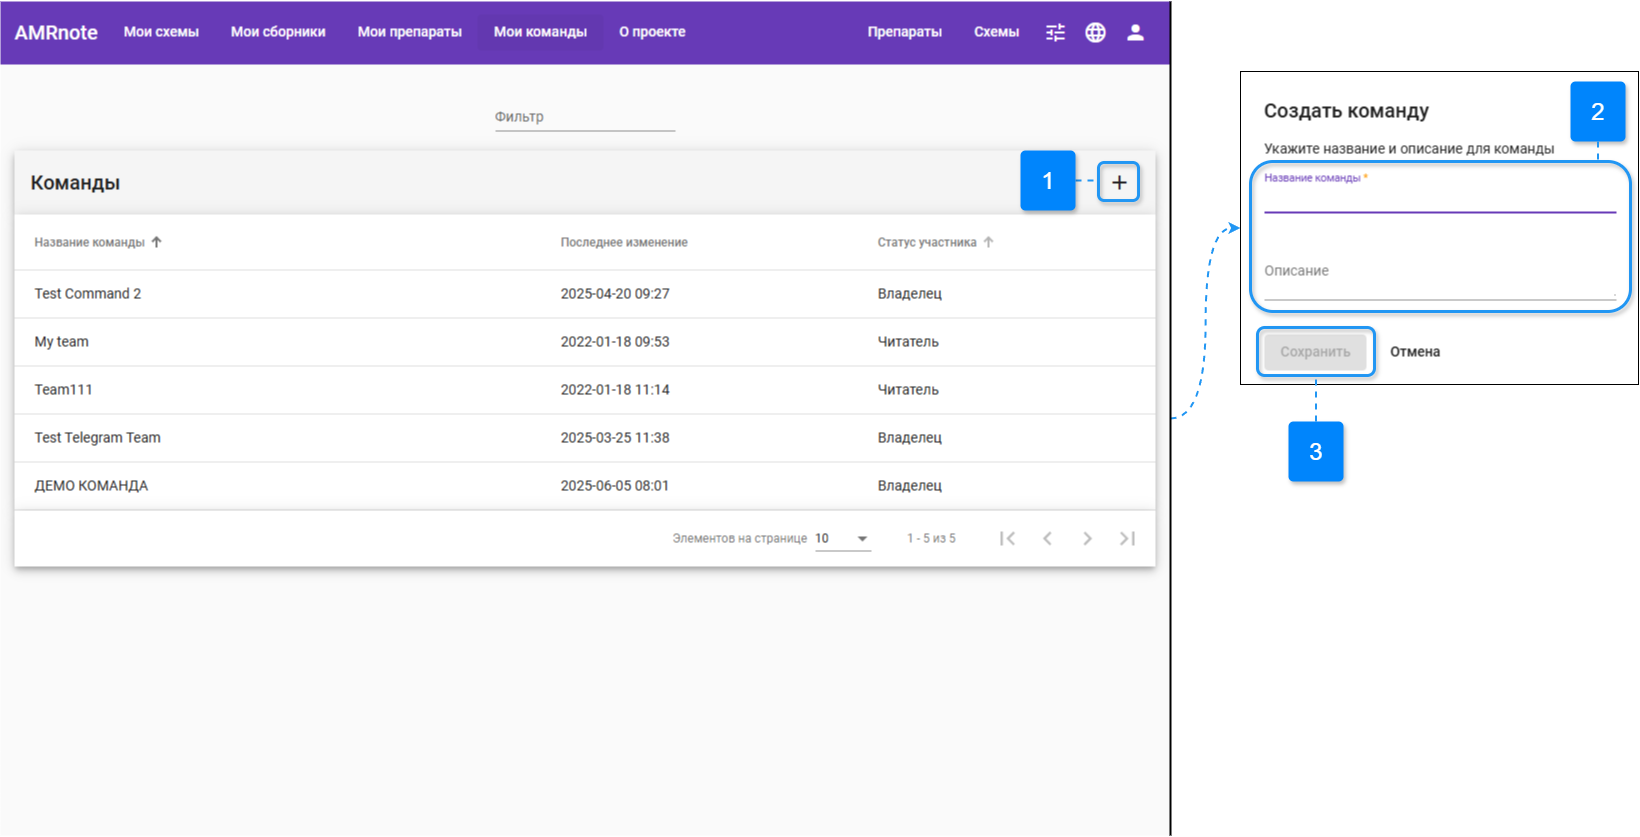 AMRnote Мои схемы Мои сборники Мои препараты Мои команды О проекте Препараты Схемы
Фильтр
Команды
1
Название команды Последнее изменение Статус участника
Test Command 2 2025-04-20 09:27 Владелец
My team 2022-01-18 09:53 Читатель
Team111 2022-01-18 11:14 Читатель
Test Telegram Team 2025-03-25 11:38 Владелец
ДЕМО КОМАНДА 2025-06-05 08:01 Владелец
Элементов на странице 10 1 - 5 из 5
Создать команду
2
Укажите название и описание для команды
Название команды *
Описание
Сохранить Отмена
3